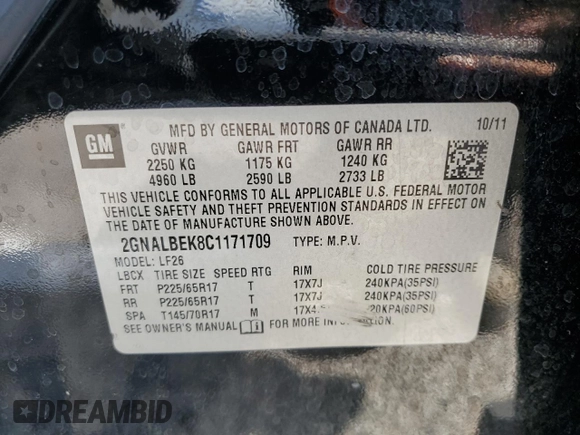 GM
MFD BY GENERAL MOTORS OF CANADA LTD. 10/11
GVWR GAWR FRT GAWR RR
2250 KG 1175 KG 1240 KG
4960 LB 2590 LB 2733 LB
THIS VEHICLE CONFORMS TO ALL APPLICABLE U.S. FEDERAL MOTOR
VEHICLE SAFETY AND THEFT PREVENTION STANDARDS IN EFFECT ON
THE DATE OF MANUFACTURE SHOWN ABOVE.
2GNALBEK8C1171709 TYPE: M.P.V.
MODEL: LF26
LBCX TIRE SIZE SPEED RTG RIM COLD TIRE PRESSURE
FRT P225/65R17 T 17X7J 240KPA(35PSI)
RR P225/65R17 T 17X7J 240KPA(35PSI)
SPA T145/70R17 M
SEE OWNER'S MANUAL FOR MORE INFORMATION.
DREAMBID